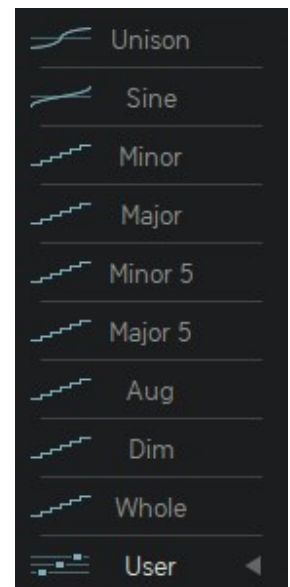 Unison
Sine
Minor
Major
Minor 5
Major 5
Aug
Dim
Whole
User